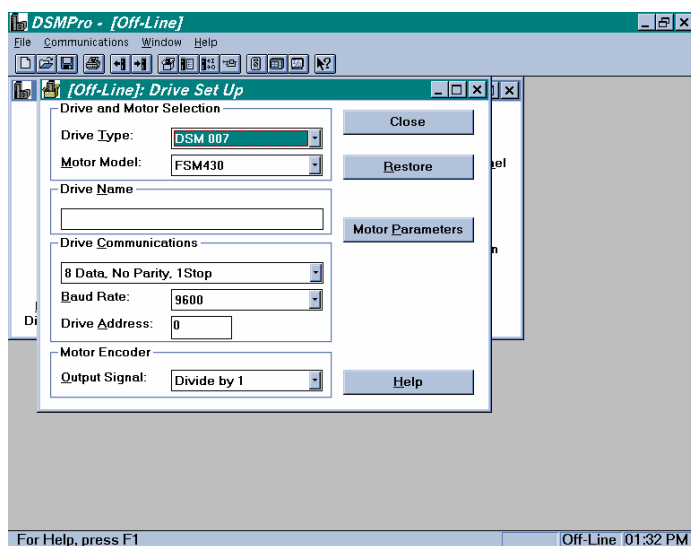 DSMPro - [Off-Line]
File Communications Window Help
[Off-Line]: Drive Set Up
Drive and Motor Selection
Drive Type: DSM 007
Motor Model: FSM430
Close
Restore
Drive Name
Motor Parameters
Drive Communications
8 Data, No Parity, 1Stop
Baud Rate: 9600
Drive Address: 0
Motor Encoder
Output Signal: Divide by 1
Help
For Help, press F1
Off-Line 01:32 PM